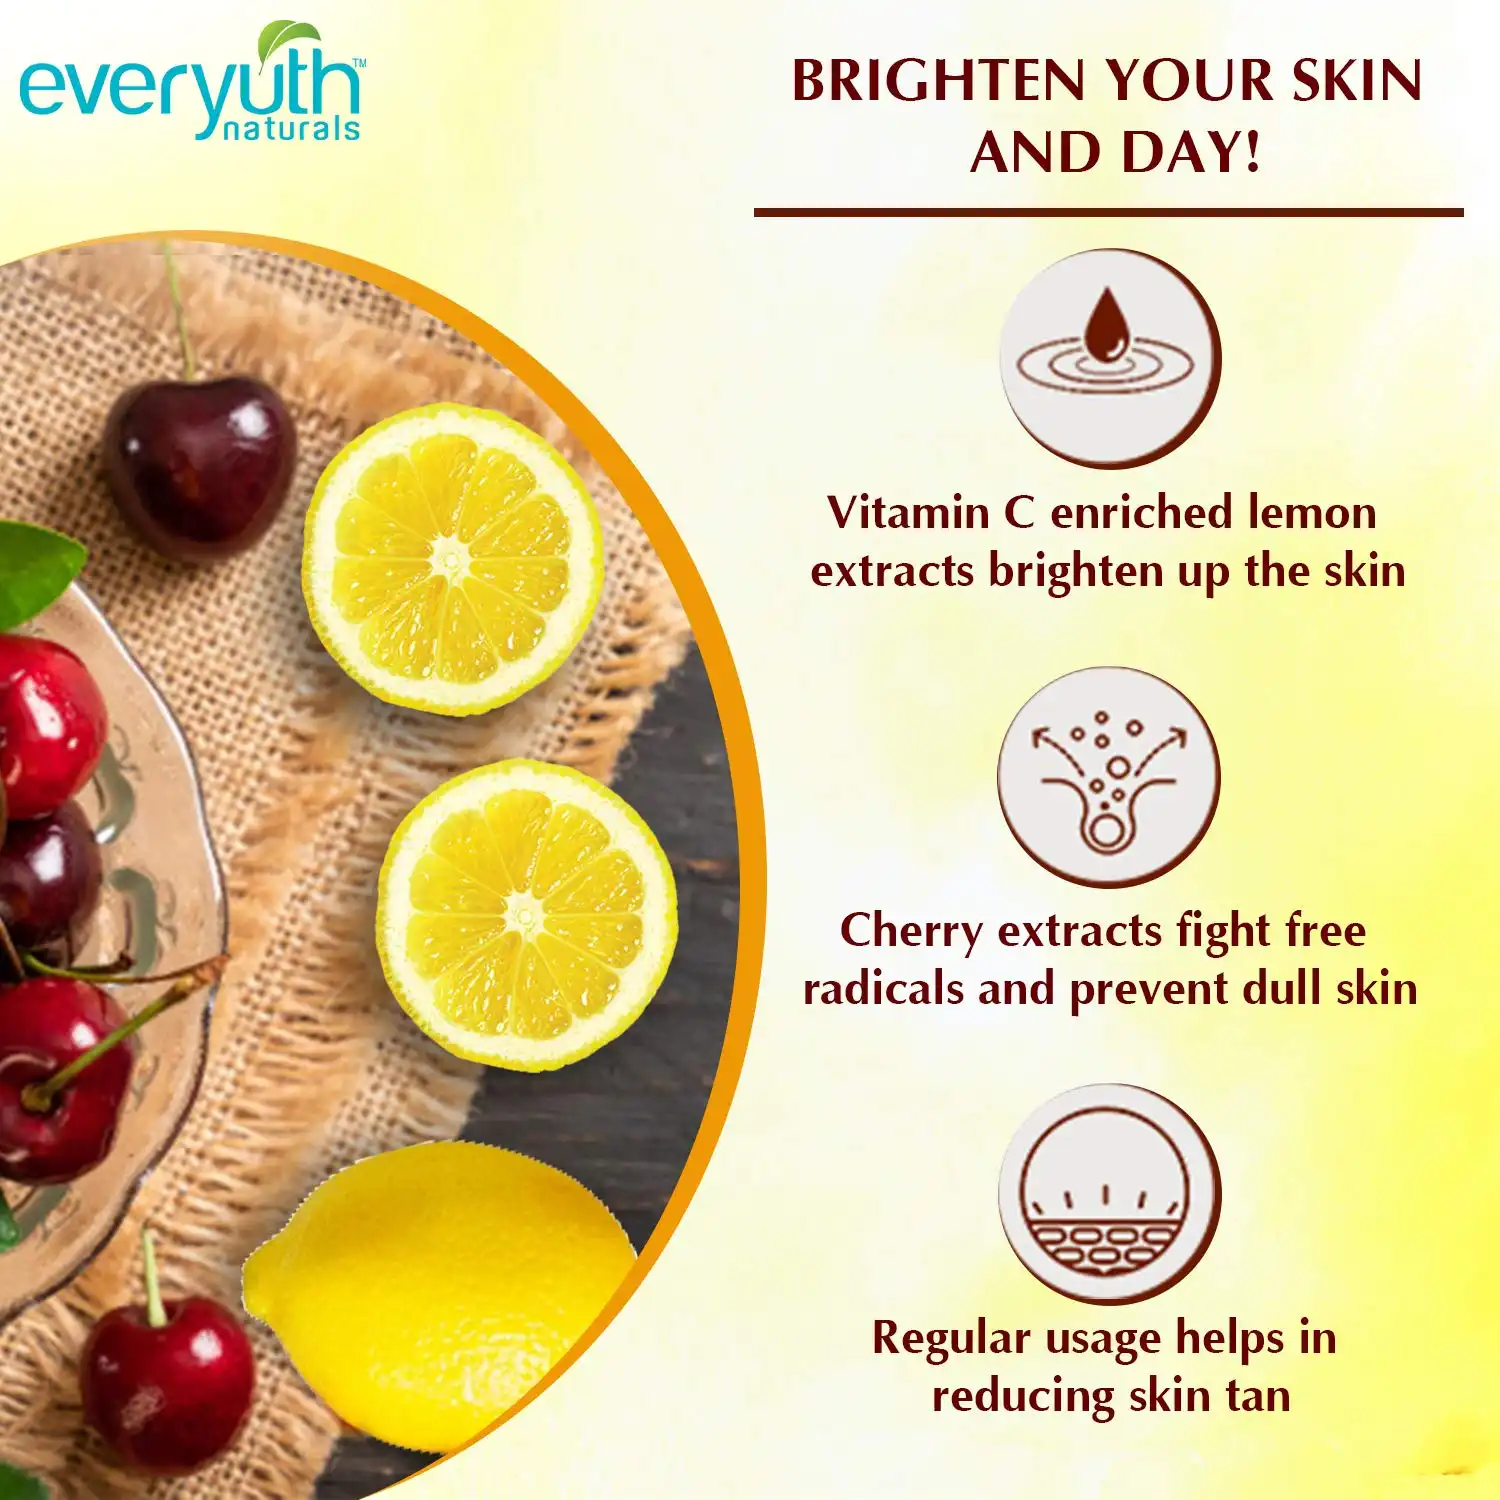 everyuth™
naturals
BRIGHTEN YOUR SKIN
AND DAY!
Vitamin C enriched lemon
extracts brighten up the skin
Cherry extracts fight free
radicals and prevent dull skin
Regular usage helps in
reducing skin tan